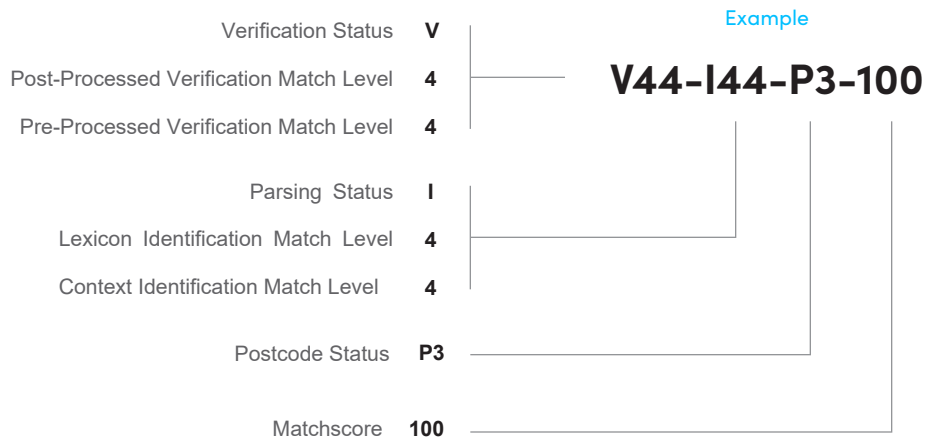 Example
V44-I44-P3-100
Verification Status V
Post-Processed Verification Match Level 4
Pre-Processed Verification Match Level 4
Parsing Status I
Lexicon Identification Match Level 4
Context Identification Match Level 4
Postcode Status P3
Matchscore 100